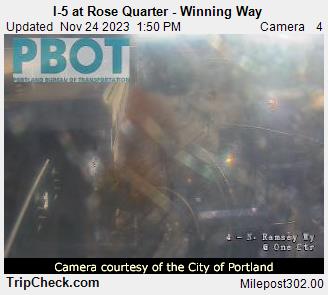 I-5 at Rose Quarter - Winning Way
Updated Nov 24 2023 1:50 PM Camera 4
PBOT
PORTLAND BUREAU OF TRANSPORTATION
4 - N. Ramsey Wy
@ One Ctr
Camera courtesy of the City of Portland
TripCheck.com Milepost302.00